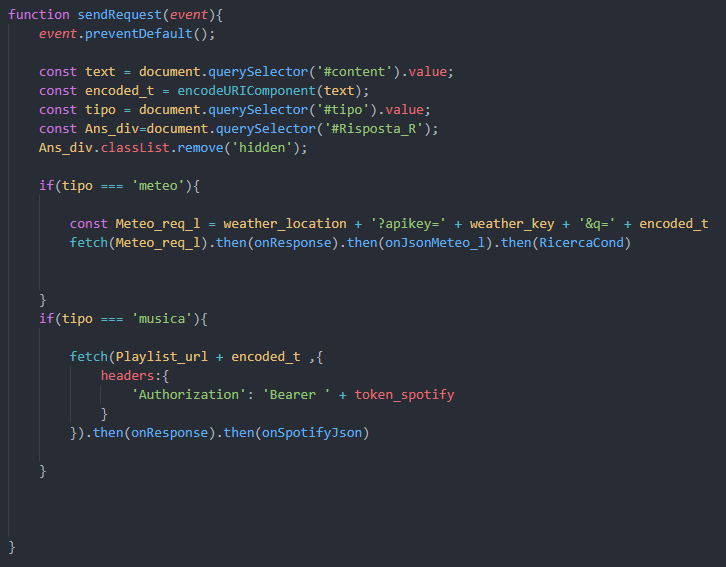 function sendRequest(event){
event.preventDefault();
const text = document.querySelector('#content').value;
const encoded_t = encodeURIComponent(text);
const tipo = document.querySelector('#tipo').value;
const Ans_div=document.querySelector('#Risposta_R');
Ans_div.classList.remove('hidden');
if(tipo === 'meteo'){
const Meteo_req_l = weather_location + '?apikey=' + weather_key + '&q=' + encoded_t
fetch(Meteo_req_l).then(onResponse).then(onJsonMeteo_l).then(RicercaCond)
}
if(tipo === 'musica'){
fetch(Playlist_url + encoded_t ,{
headers:{
'Authorization': 'Bearer ' + token_spotify
}
}).then(onResponse).then(onSpotifyJson)
}
}